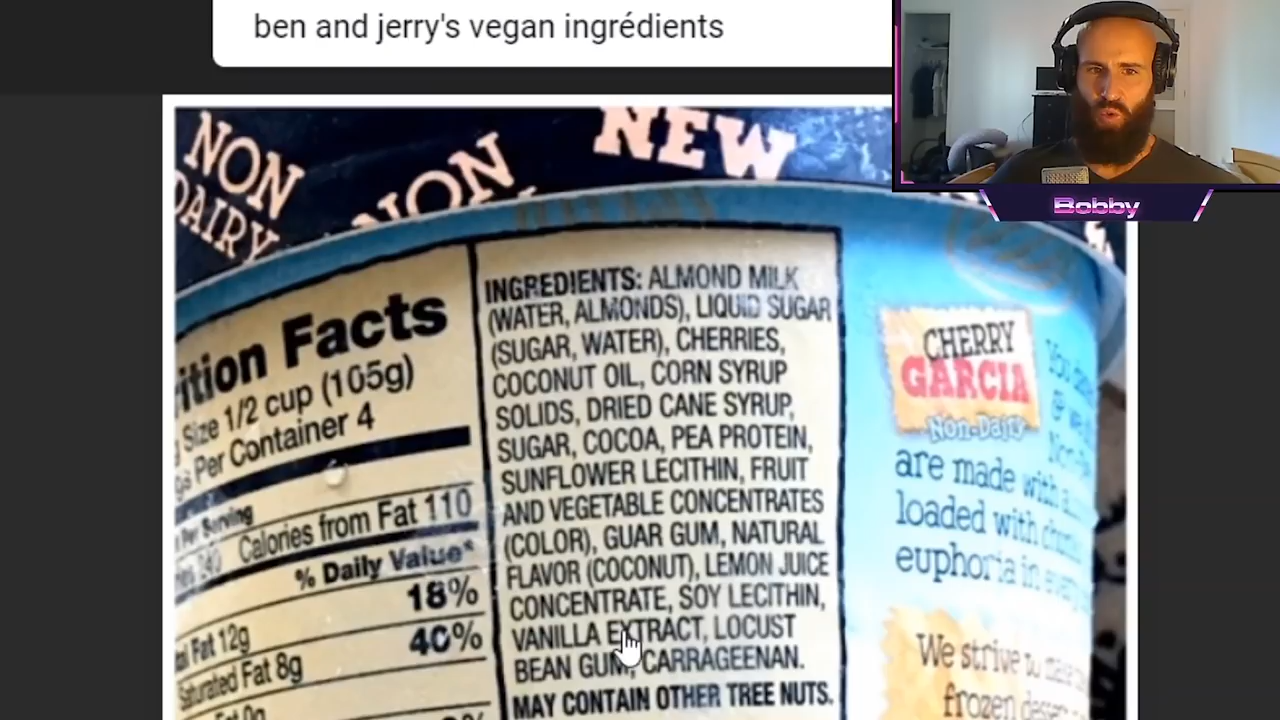 ben and jerry's vegan ingrédients
Bobby
NON
DAIRY
NON
NEW
Facts
Size 1/2 cup (105g)
Per Container 4
Per Serving
Calories from Fat 110
% Daily Value*
Fat 12g 18%
Saturated Fat 8g 40%
INGREDIENTS: ALMOND MILK
(WATER, ALMONDS), LIQUID SUGAR
(SUGAR, WATER), CHERRIES,
COCONUT OIL, CORN SYRUP
SOLIDS, DRIED CANE SYRUP,
SUGAR, COCOA, PEA PROTEIN,
SUNFLOWER LECITHIN, FRUIT
AND VEGETABLE CONCENTRATES
(COLOR), GUAR GUM, NATURAL
FLAVOR (COCONUT), LEMON JUICE
CONCENTRATE, SOY LECITHIN,
VANILLA EXTRACT, LOCUST
BEAN GUM, CARRAGEENAN.
MAY CONTAIN OTHER TREE NUTS.
CHERRY
GARCIA
Non-Dairy
You
@
are made with
loaded with
euphoria in
We strive
frozen